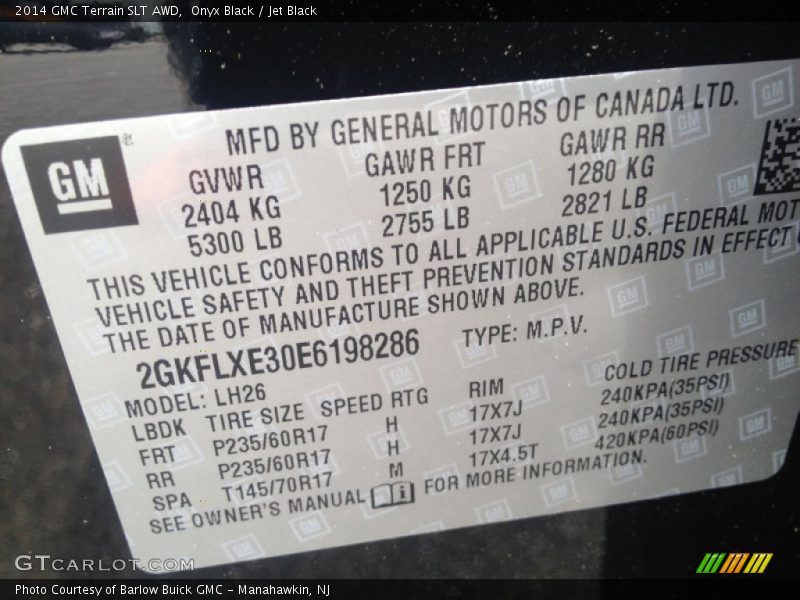 2014 GMC Terrain SLT AWD, Onyx Black / Jet Black
GM
®
MFD BY GENERAL MOTORS OF CANADA LTD.
GVWR GAWR FRT GAWR RR
2404 KG 1250 KG 1280 KG
5300 LB 2755 LB 2821 LB
THIS VEHICLE CONFORMS TO ALL APPLICABLE U.S. FEDERAL MOT
VEHICLE SAFETY AND THEFT PREVENTION STANDARDS IN EFFECT
THE DATE OF MANUFACTURE SHOWN ABOVE.
2GKFLXE30E6198286 TYPE: M.P.V.
MODEL: LH26
LBDK TIRE SIZE SPEED RTG RIM COLD TIRE PRESSURE
FRT P235/60R17 H 17X7J 240KPA(35PSI)
RR P235/60R17 H 17X7J 240KPA(35PSI)
SPA T145/70R17 M 17X4.5T 420KPA(60PSI)
SEE OWNER'S MANUAL FOR MORE INFORMATION.
GTCARLOT.COM
Photo Courtesy of Barlow Buick GMC - Manahawkin, NJ